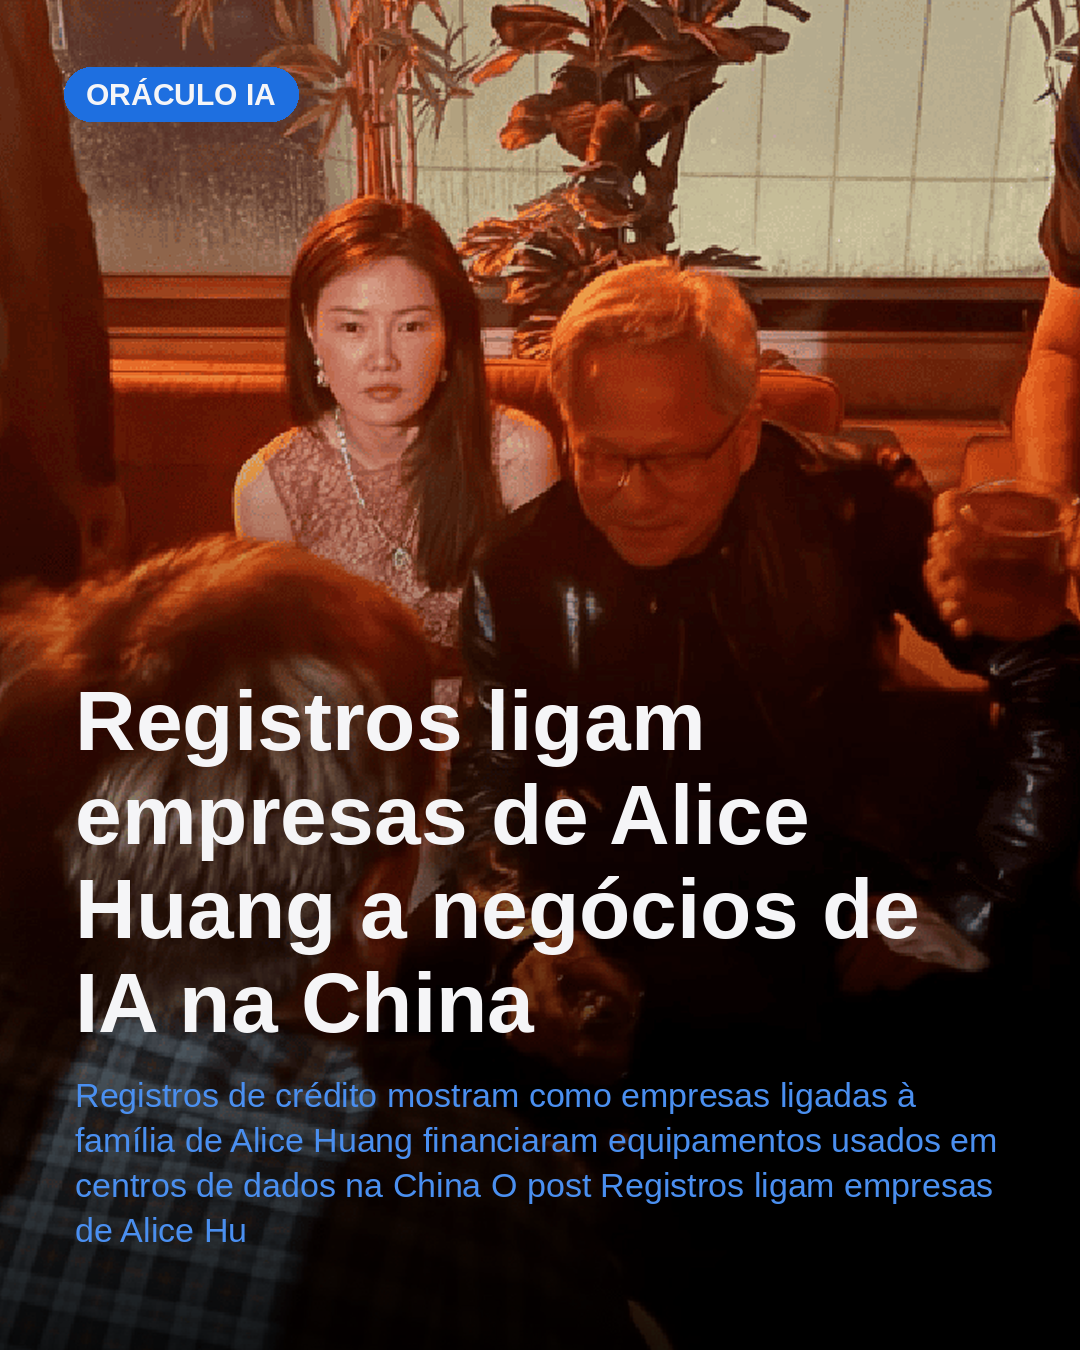 ORÁCULO IA
Registros ligam
empresas de Alice
Huang a negócios de
IA na China
Registros de crédito mostram como empresas ligadas à
família de Alice Huang financiaram equipamentos usados em
centros de dados na China O post Registros ligam empresas
de Alice Hu